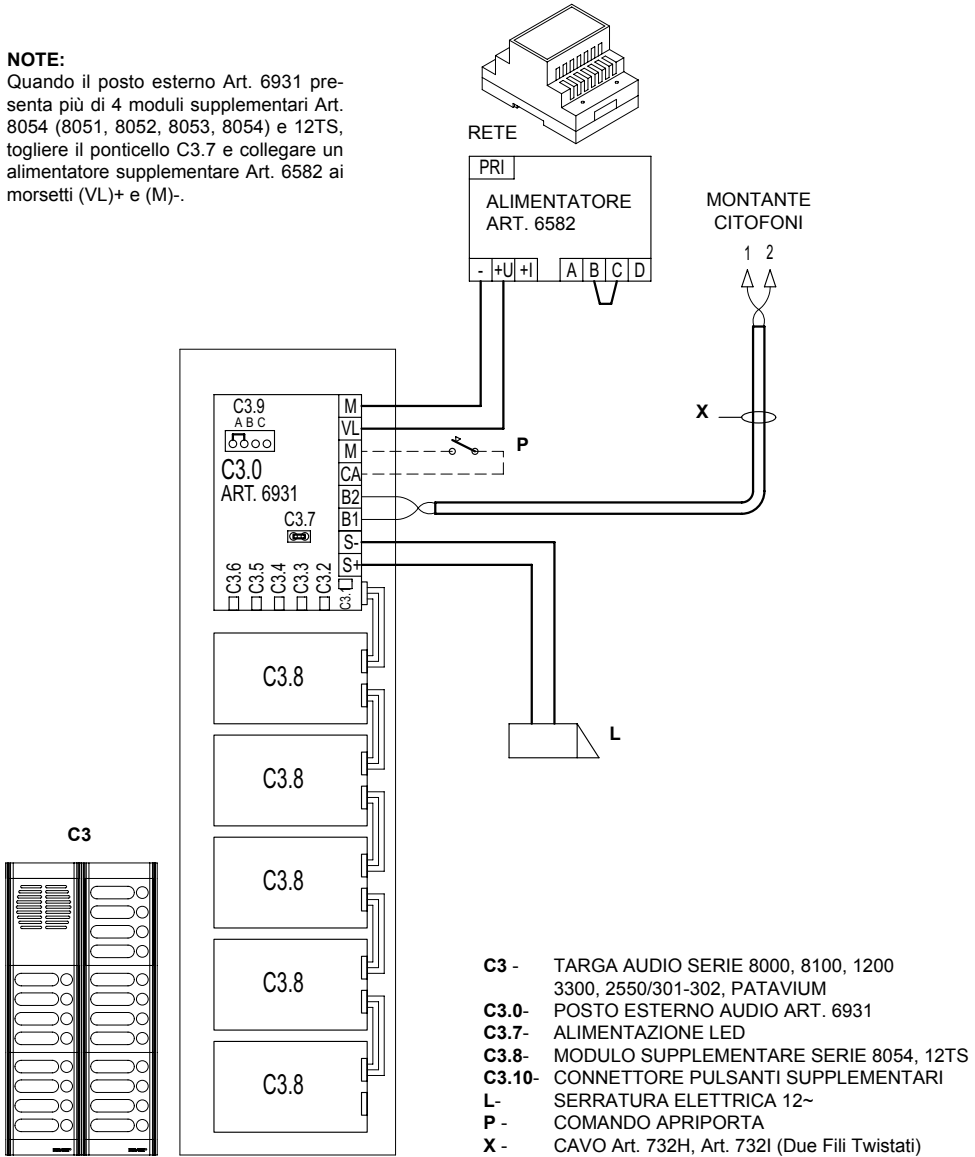 NOTE:
Quando il posto esterno Art. 6931 pre-
senta più di 4 moduli supplementari Art.
8054 (8051, 8052, 8053, 8054) e 12TS,
togliere il ponticello C3.7 e collegare un
alimentatore supplementare Art. 6582 ai
morsetti (VL)+ e (M)-.
RETE
PRI
ALIMENTATORE
ART. 6582
- +U +I A B C D
MONTANTE
CITOFONI
1 2
X
C3.9
A B C
C3.0
ART. 6931
C3.7
C3.6 C3.5 C3.4 C3.3 C3.2 C3.1
M
VL
M
CA
B2
B1
S-
S+
P
L
C3.8
C3.8
C3.8
C3.8
C3.8
C3
C3 - TARGA AUDIO SERIE 8000, 8100, 1200
3300, 2550/301-302, PATAVIUM
C3.0- POSTO ESTERNO AUDIO ART. 6931
C3.7- ALIMENTAZIONE LED
C3.8- MODULO SUPPLEMENTARE SERIE 8054, 12TS
C3.10- CONNETTORE PULSANTI SUPPLEMENTARI
L- SERRATURA ELETTRICA 12~
P - COMANDO APRIPORTA
X - CAVO Art. 732H, Art. 732I (Due Fili Twistati)